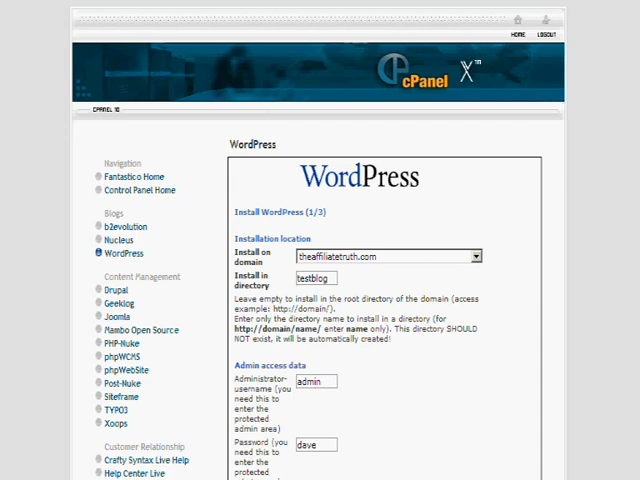 HOME LOGOUT
cPanel X™
CPANEL 10
WordPress
Navigation
Fantastico Home
Control Panel Home
Blogs
b2evolution
Nucleus
WordPress
Content Management
Drupal
Geeklog
Joomla
Mambo Open Source
PHP-Nuke
phpWCMS
phpWebSite
Post-Nuke
Siteframe
TYPO3
Xoops
Customer Relationship
Crafty Syntax Live Help
Help Center Live
WordPress
Install WordPress (1/3)
Installation location
Install on
domain
theaffiliatetruth.com
Install in
directory
testblog
Leave empty to install in the root directory of the domain (access
example: http://domain/).
Enter only the directory name to install in a directory (for
http://domain/name/ enter name only). This directory SHOULD
NOT exist, it will be automatically created!
Admin access data
Administrator-
username (you
need this to
enter the
protected
admin area)
admin
Password (you
need this to
enter the
protected
dave